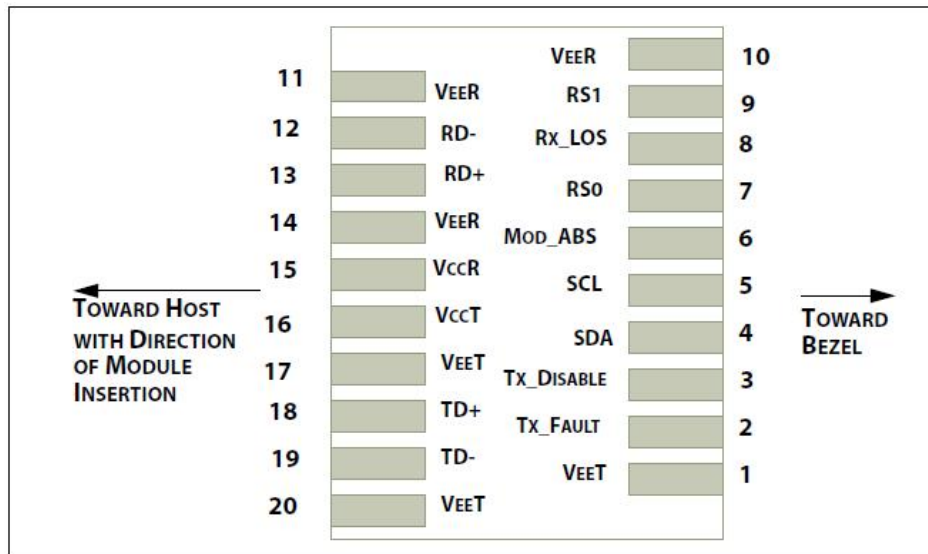 11
VEER
12
RD-
13
RD+
14
VEER
15
VCCR
16
VCCT
17
VEET
18
TD+
19
TD-
20
VEET
VEER
10
RS1
9
RX_LOS
8
RS0
7
MOD_ABS
6
SCL
5
SDA
4
TX_DISABLE
3
TX_FAULT
2
VEET
1
TOWARD HOST
WITH DIRECTION
OF MODULE
INSERTION
TOWARD
BEZEL